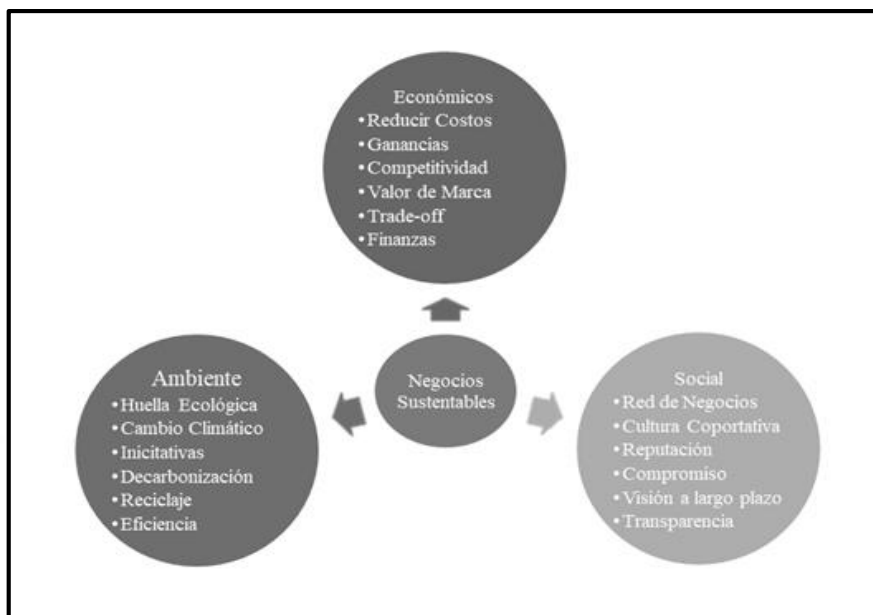 Económicos
• Reducir Costos
• Ganancias
• Competitividad
• Valor de Marca
• Trade-off
• Finanzas
Negocios
Sustentables
Ambiente
• Huella Ecológica
• Cambio Climático
• Inicitativas
• Decarbonización
• Reciclaje
• Eficiencia
Social
• Red de Negocios
• Cultura Coportativa
• Reputación
• Compromiso
• Visión a largo plazo
• Transparencia